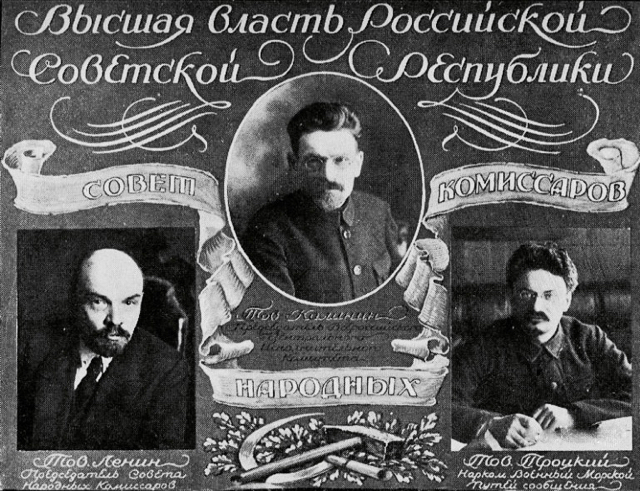 Высшая власть Российской
Советской Республики
СОВЕТ КОМИССАРОВ
Тов. Калинин
Председатель Всероссийского
Центрального
Исполнительного
Комитета
НАРОДНЫХ
Тов. Ленин
Председатель Совета
Народных Комиссаров
Тов. Троцкий
Нарком Военный Морской
Путей сообщения